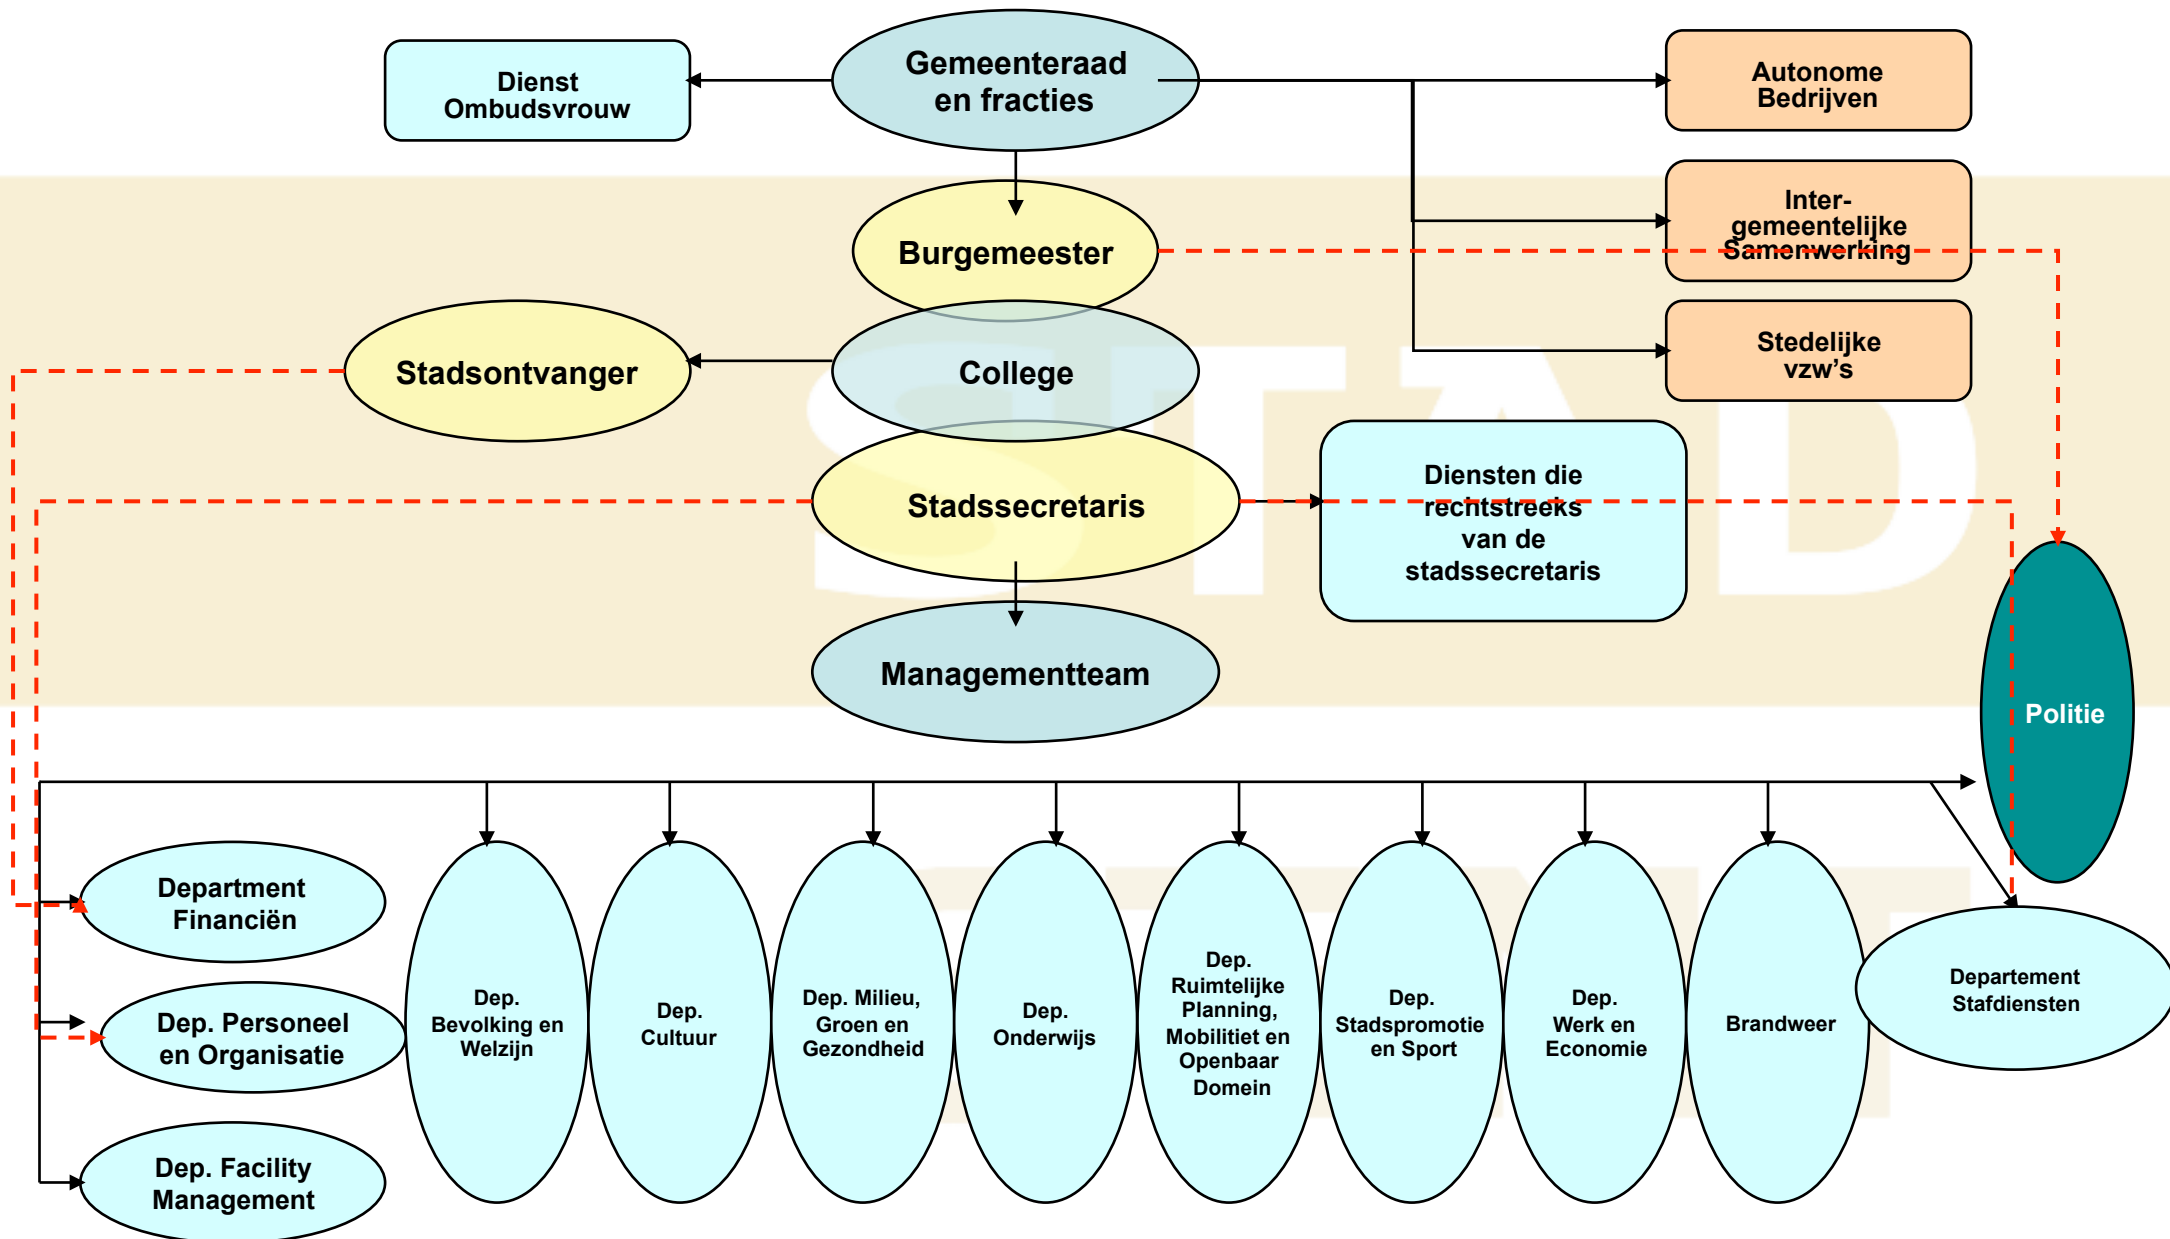 Gemeenteraad
en fracties
Dienst
Ombudsvrouw
Autonome
Bedrijven
Inter-
gemeentelijke
Samenwerking
Burgemeester
Stedelijke
vzw's
Stadsontvanger
College
Stadssecretaris
Diensten die
rechtstreeks
van de
stadssecretaris
Managementteam
Politie
Department
Financiën
Dep. Personeel
en Organisatie
Dep. Facility
Management
Dep.
Bevolking en
Welzijn
Dep.
Cultuur
Dep. Milieu,
Groen en
Gezondheid
Dep.
Onderwijs
Dep.
Ruimtelijke
Planning,
Mobilitiet en
Openbaar
Domein
Dep.
Stadspromotie
en Sport
Dep.
Werk en
Economie
Brandweer
Departement
Stafdiensten
STAD